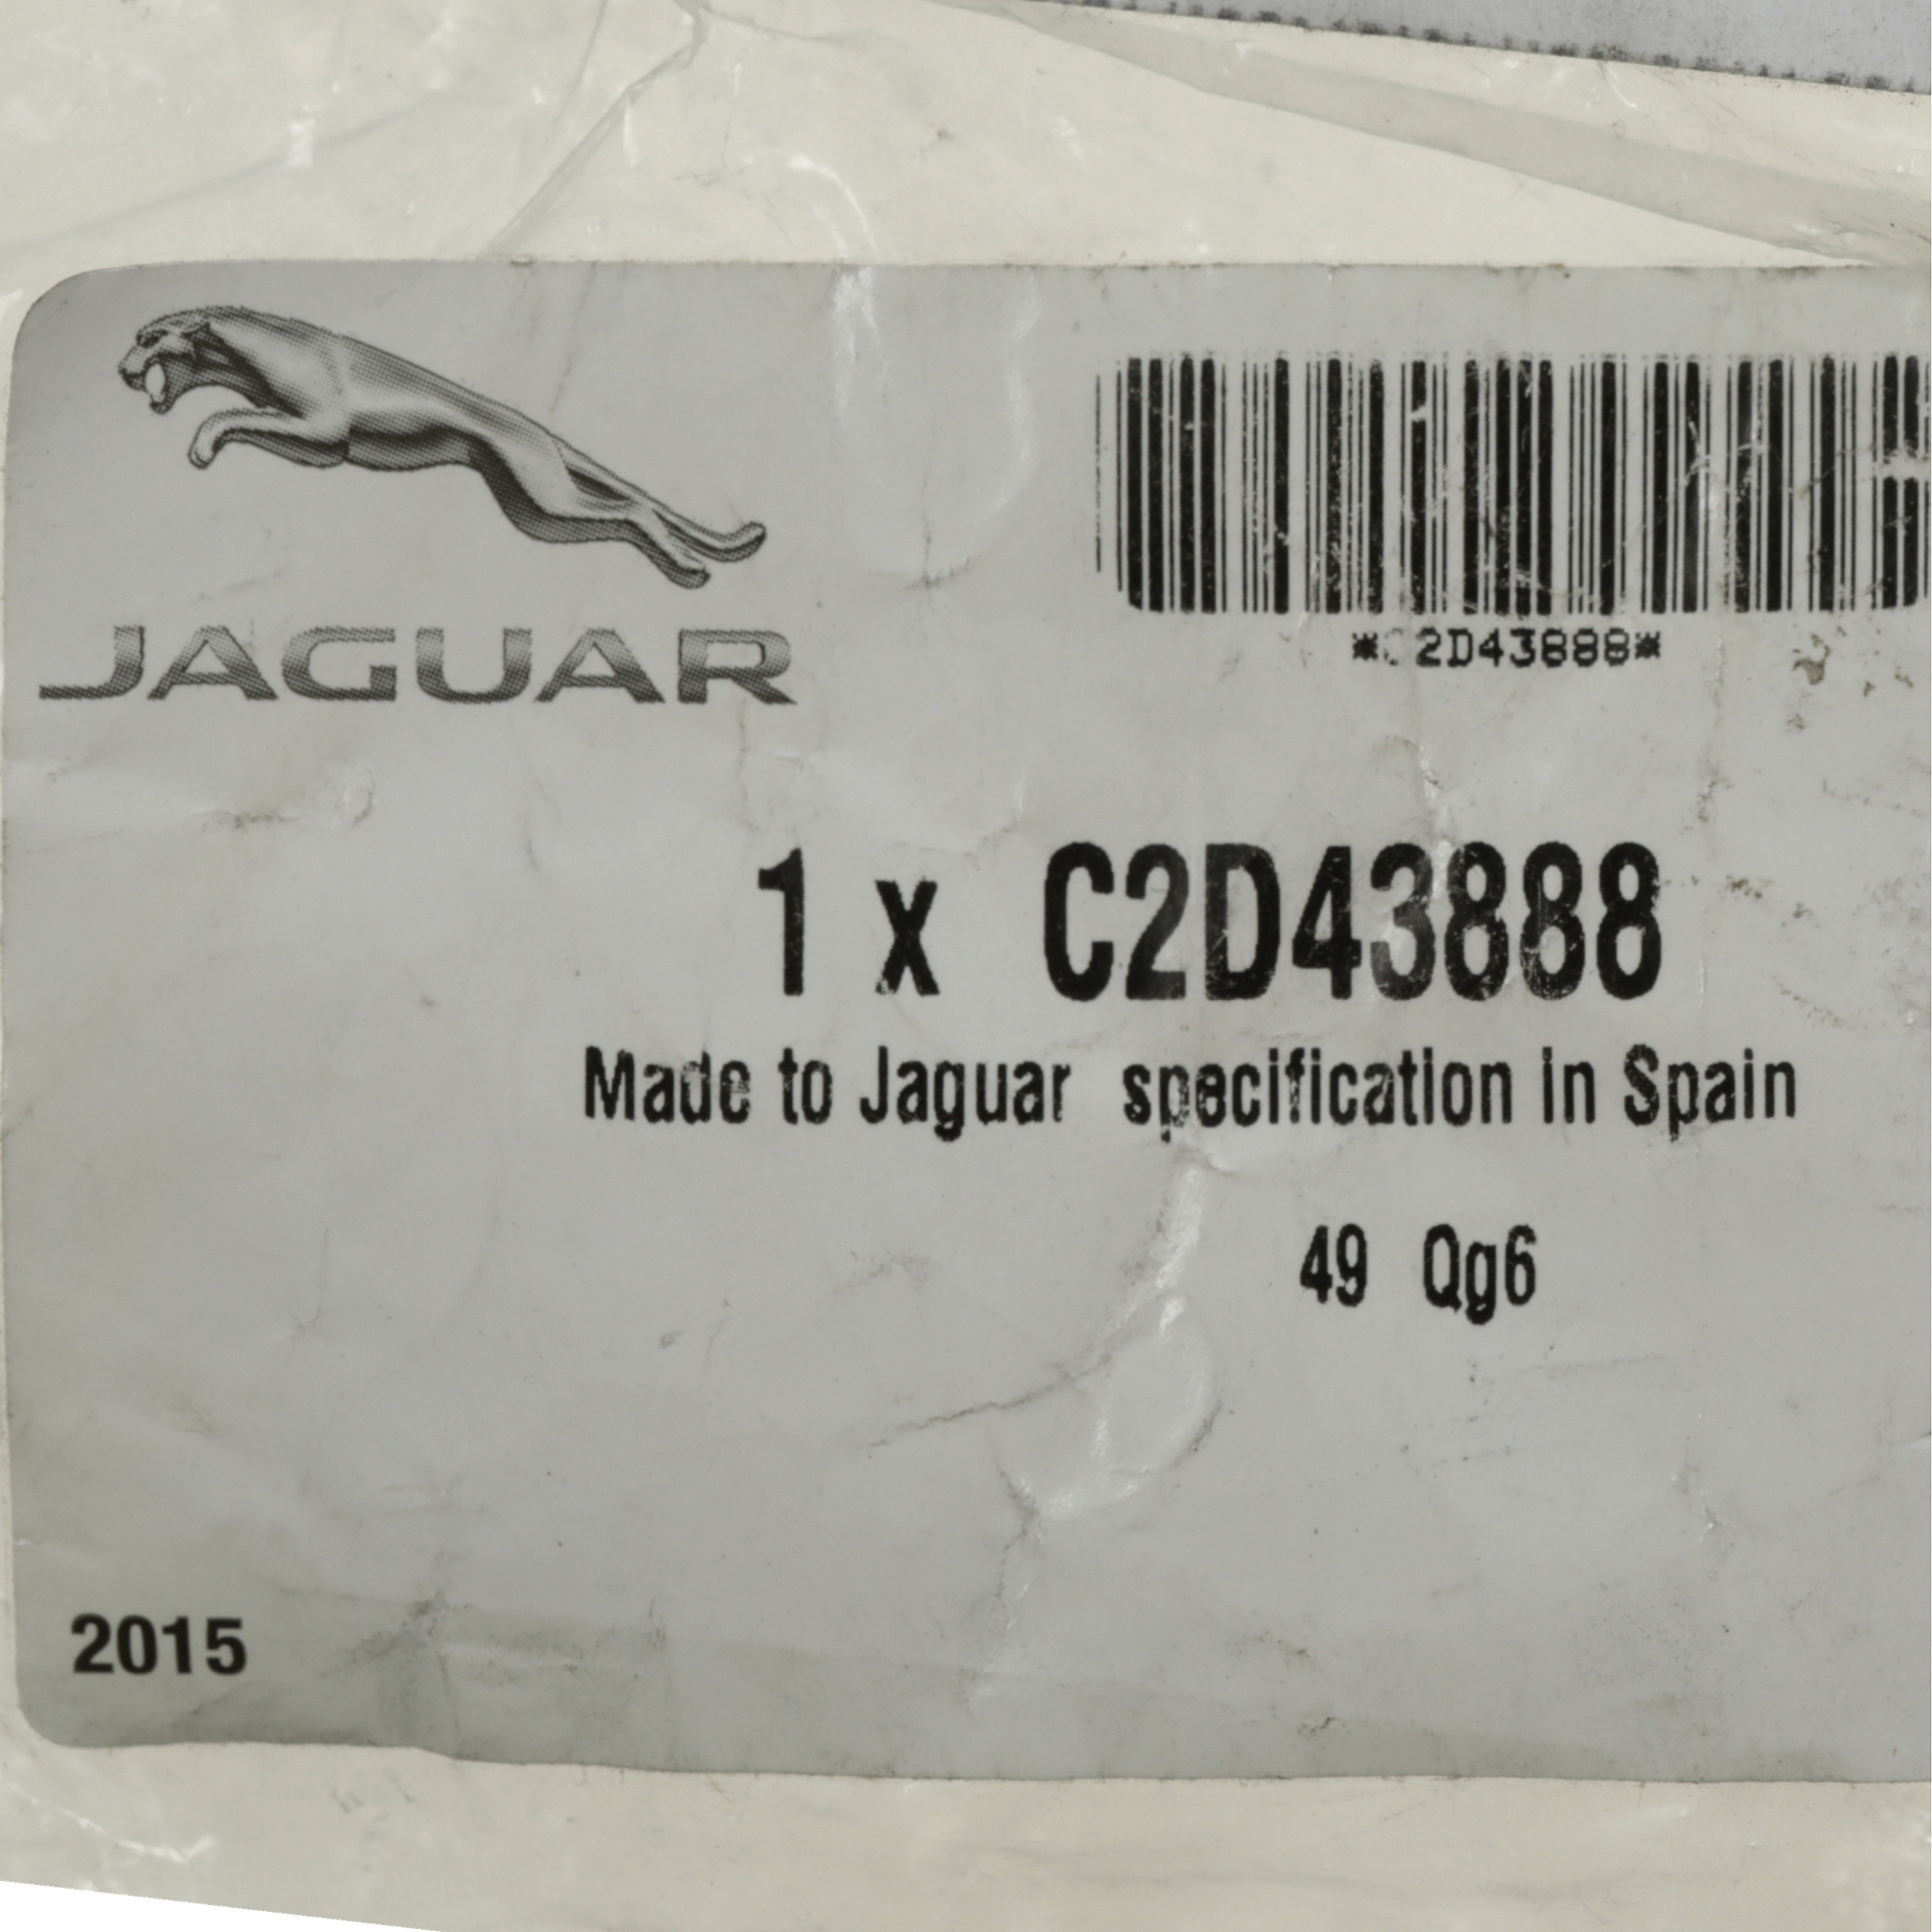 JAGUAR
*C2D43888*
1 x C2D43888
Made to Jaguar specification in Spain
49 Qg6
2015